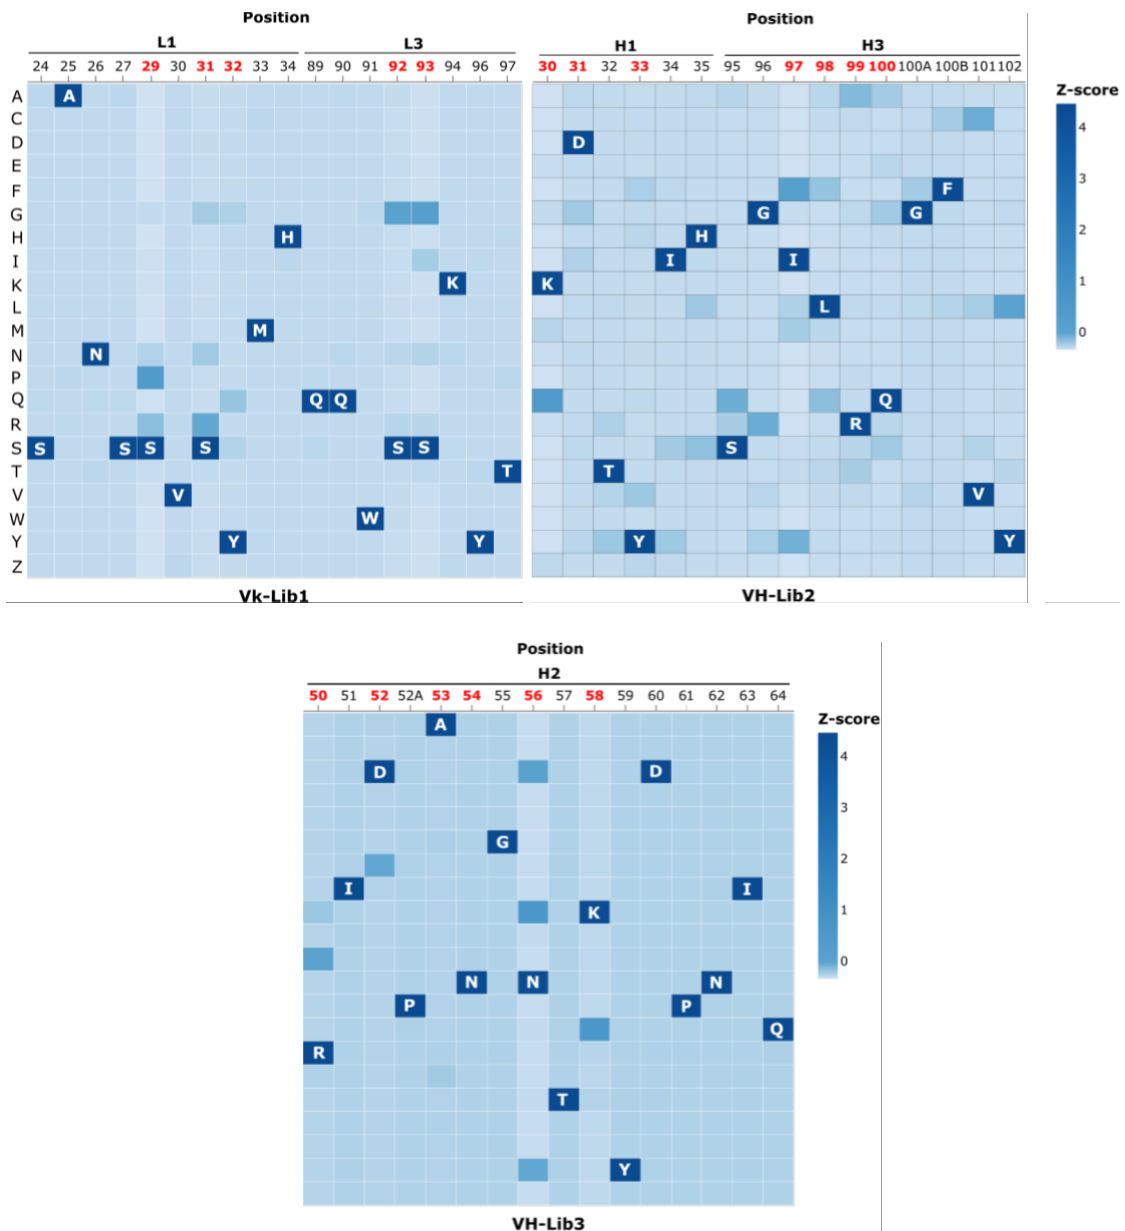 Position
L1 L3
24 25 26 27 29 30 31 32 33 34 89 90 91 92 93 94 96 97
A A
C
D
E
F
G
H H
I
K K
L
M M
N N
P
Q Q Q
R
S S S S S S S
T T
V V
W W
Y Y Y
Z
Vk-Lib1
Position
H1 H3
30 31 32 33 34 35 95 96 97 98 99 100 100A 100B 101 102
D
F
G G
H
I I
K
L
Q
R
S
T
V
Y Y
VH-Lib2
Z-score
4
3
2
1
0
Position
H2
50 51 52 52A 53 54 55 56 57 58 59 60 61 62 63 64
A
D D
G
I I
K
N N N
P P
Q
R
T
Y
VH-Lib3
Z-score
4
3
2
1
0